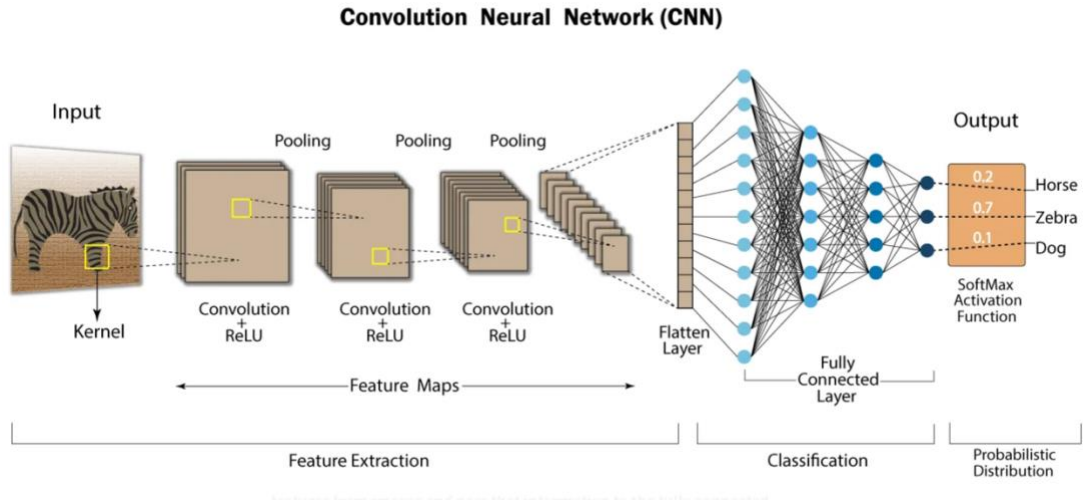 Convolution Neural Network (CNN)
Input
Output
Pooling
Pooling
Pooling
0.2
Horse
0.7
Zebra
0.1
Dog
Kernel
Convolution
+
ReLU
Convolution
+
ReLU
Convolution
+
ReLU
Flatten
Layer
SoftMax
Activation
Function
Feature Maps
Fully
Connected
Layer
Feature Extraction
Classification
Probabilistic
Distribution